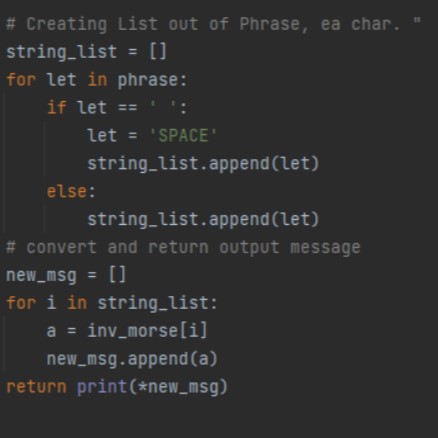 # Creating List out of Phrase, ea char. "
string_list = []
for let in phrase:
    if let == ' ':
        let = 'SPACE'
        string_list.append(let)
    else:
        string_list.append(let)
# convert and return output message
new_msg = []
for i in string_list:
    a = inv_morse[i]
    new_msg.append(a)
return print(*new_msg)